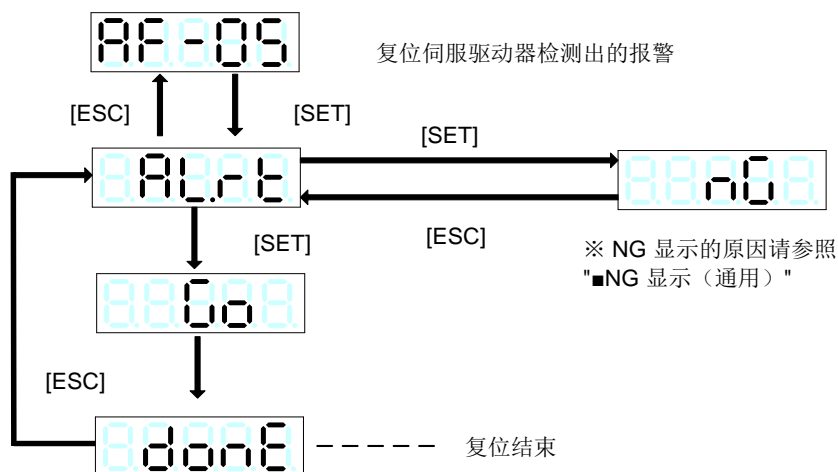 AF-05
复位伺服驱动器检测出的报警
[ESC]
[SET]
[SET]
AL.rt
nG
[ESC]
[SET]
※ NG 显示的原因请参照
"■NG 显示（通用）"
Go
[ESC]
donE
复位结束